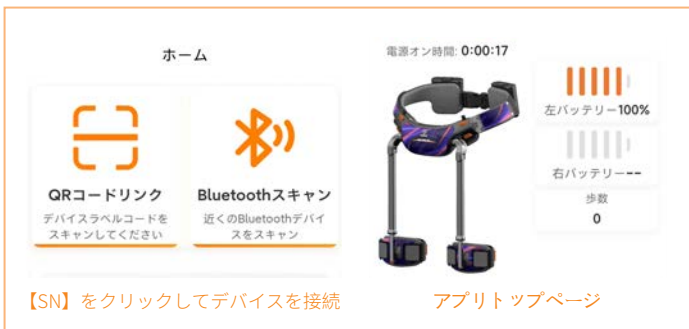 ホーム
QRコードリンク
デバイスラベルコードを
スキャンしてください
Bluetoothスキャン
近くのBluetoothデバイ
スをスキャン
【SN】をクリックしてデバイスを接続
電源オン時間: 0:00:17
左バッテリー100%
右バッテリー--
歩数
0
アプリトップページ